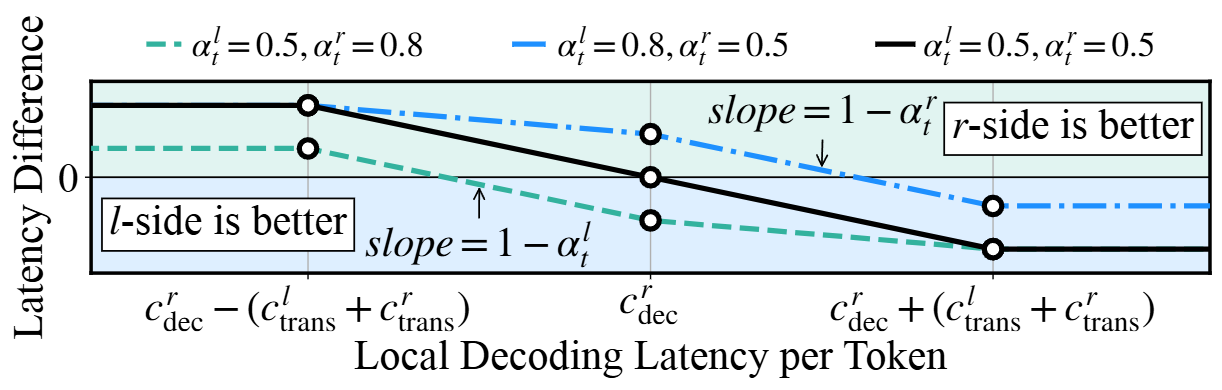 α_t^l = 0.5, α_t^r = 0.8
α_t^l = 0.8, α_t^r = 0.5
α_t^l = 0.5, α_t^r = 0.5
Latency Difference
0
slope = 1 − α_t^r
r-side is better
l-side is better
slope = 1 − α_t^l
c_dec^r − (c_trans^l + c_trans^r)
c_dec^r
c_dec^r + (c_trans^l + c_trans^r)
Local Decoding Latency per Token